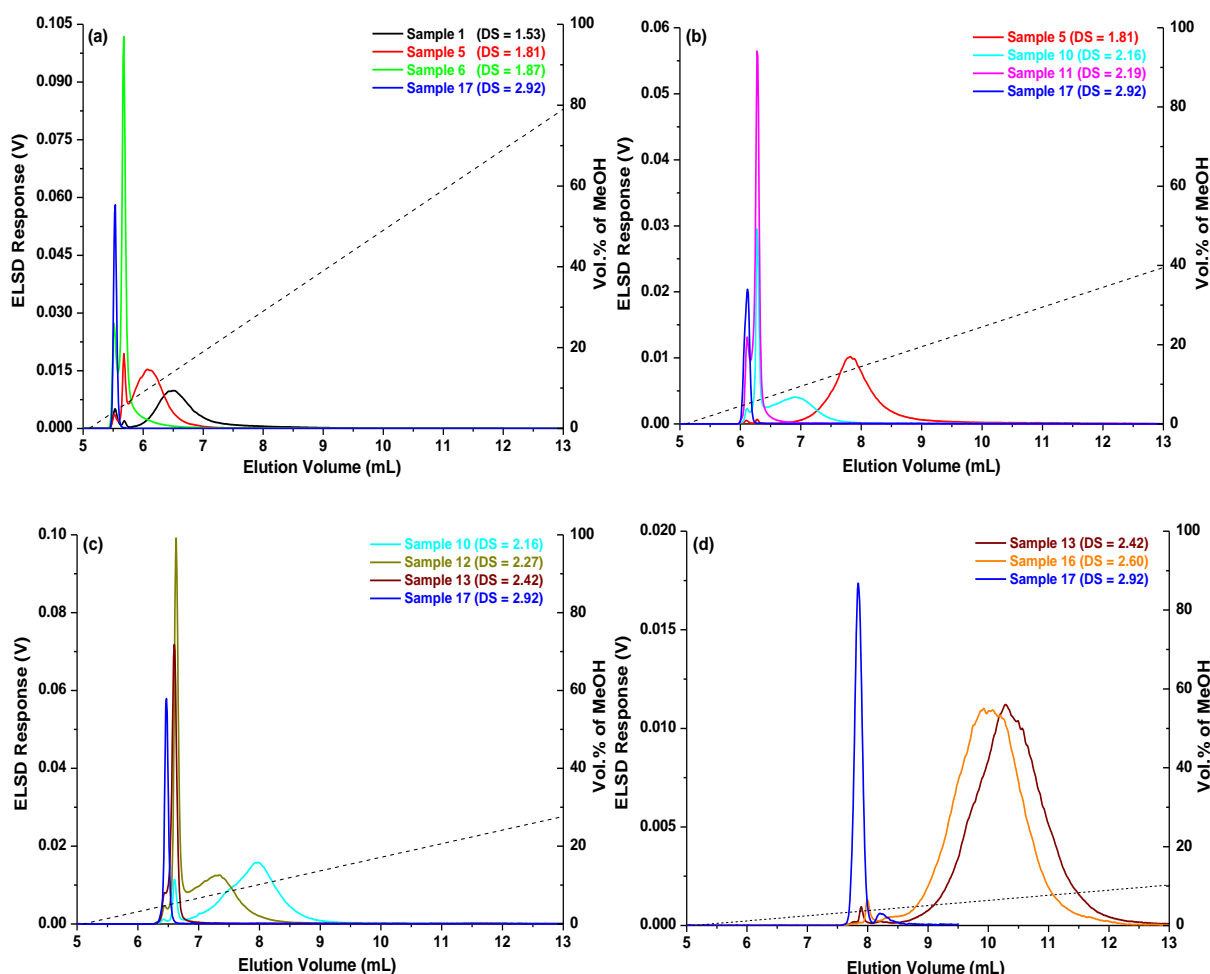 (a)
Sample 1 (DS = 1.53)
Sample 5 (DS = 1.81)
Sample 6 (DS = 1.87)
Sample 17 (DS = 2.92)
0.105
0.090
0.075
0.060
0.045
0.030
0.015
0.000
ELSD Response (V)
100
80
60
40
20
0
Vol.% of MeOH
5 6 7 8 9 10 11 12 13
Elution Volume (mL)
(b)
Sample 5 (DS = 1.81)
Sample 10 (DS = 2.16)
Sample 11 (DS = 2.19)
Sample 17 (DS = 2.92)
0.06
0.05
0.04
0.03
0.02
0.01
0.00
ELSD Response (V)
100
80
60
40
20
0
Vol.% of MeOH
5 6 7 8 9 10 11 12 13
Elution Volume (mL)
(c)
Sample 10 (DS = 2.16)
Sample 12 (DS = 2.27)
Sample 13 (DS = 2.42)
Sample 17 (DS = 2.92)
0.10
0.08
0.06
0.04
0.02
0.00
ELSD Response (V)
100
80
60
40
20
0
Vol.% of MeOH
5 6 7 8 9 10 11 12 13
Elution Volume (mL)
(d)
Sample 13 (DS = 2.42)
Sample 16 (DS = 2.60)
Sample 17 (DS = 2.92)
0.020
0.015
0.010
0.005
0.000
ELSD Response (V)
100
80
60
40
20
0
Vol.% of MeOH
5 6 7 8 9 10 11 12 13
Elution Volume (mL)